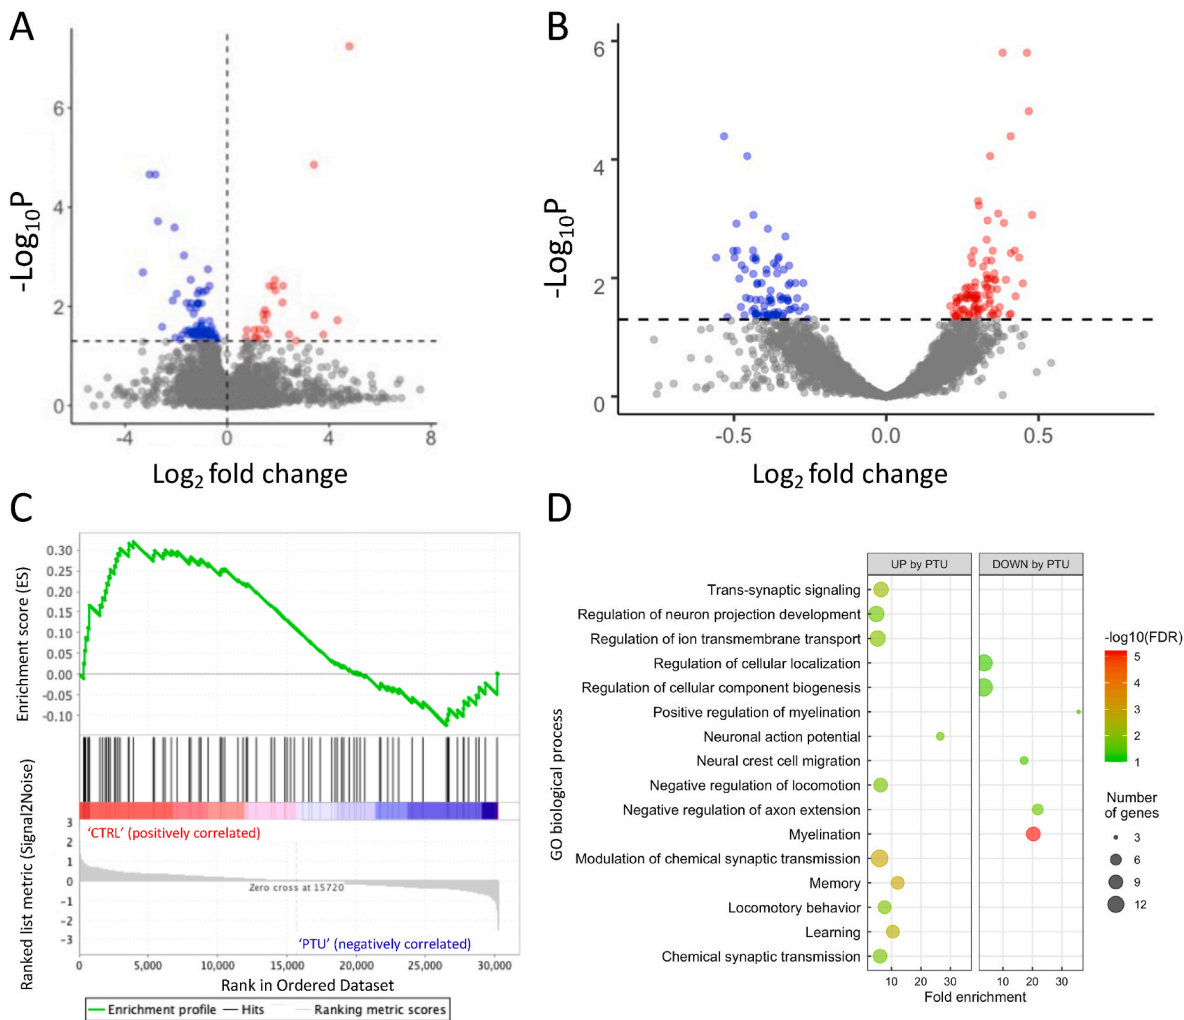 A
-Log10P
6
4
2
0
-4
0
4
8
Log2 fold change
B
-Log10P
6
4
2
0
-0.5
0.0
0.5
Log2 fold change
C
Enrichment score (ES)
0.30
0.25
0.20
0.15
0.10
0.05
0.00
-0.05
-0.10
'CTRL' (positively correlated)
Ranked list metric (Signal2Noise)
3
2
1
0
-1
-2
-3
Zero cross at 15720
'PTU' (negatively correlated)
0
5,000
10,000
15,000
20,000
25,000
30,000
Rank in Ordered Dataset
Enrichment profile
Hits
Ranking metric scores
D
UP by PTU
DOWN by PTU
GO biological process
Trans-synaptic signaling
Regulation of neuron projection development
Regulation of ion transmembrane transport
Regulation of cellular localization
Regulation of cellular component biogenesis
Positive regulation of myelination
Neuronal action potential
Neural crest cell migration
Negative regulation of locomotion
Negative regulation of axon extension
Myelination
Modulation of chemical synaptic transmission
Memory
Locomotory behavior
Learning
Chemical synaptic transmission
10
20
30
10
20
30
Fold enrichment
-log10(FDR)
5
4
3
2
1
Number
of genes
3
6
9
12